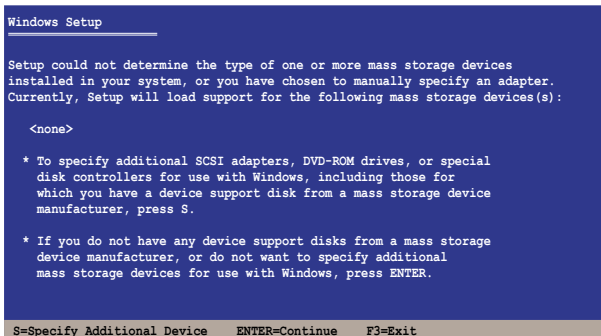 Windows Setup
Setup could not determine the type of one or more mass storage devices
installed in your system, or you have chosen to manually specify an adapter.
Currently, Setup will load support for the following mass storage devices(s):
<none>
* To specify additional SCSI adapters, DVD-ROM drives, or special
disk controllers for use with Windows, including those for
which you have a device support disk from a mass storage device
manufacturer, press S.
* If you do not have any device support disks from a mass storage
device manufacturer, or do not want to specify additional
mass storage devices for use with Windows, press ENTER.
S=Specify Additional Device ENTER=Continue F3=Exit